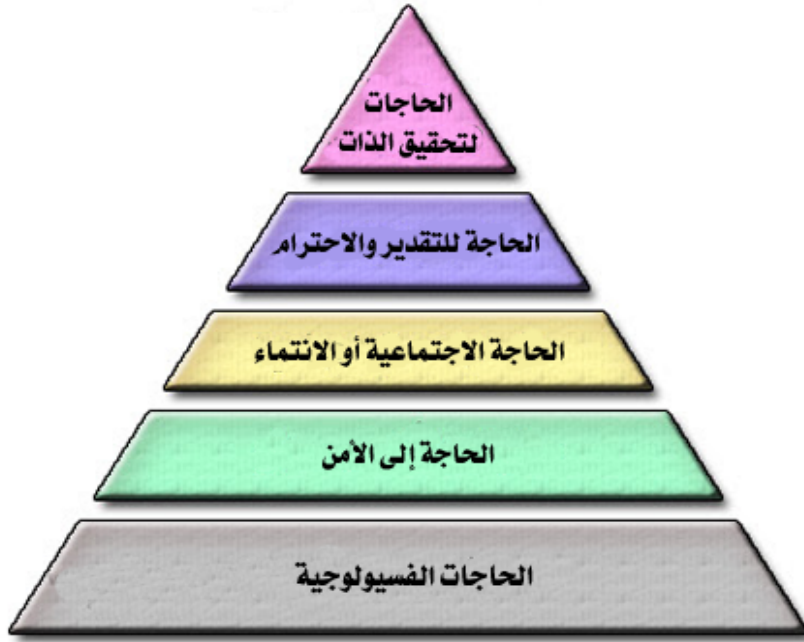 الحاجات
لتحقيق الذات
الحاجة للتقدير والاحترام
الحاجة الاجتماعية أو الانتماء
الحاجة إلى الأمن
الحاجات الفسيولوجية